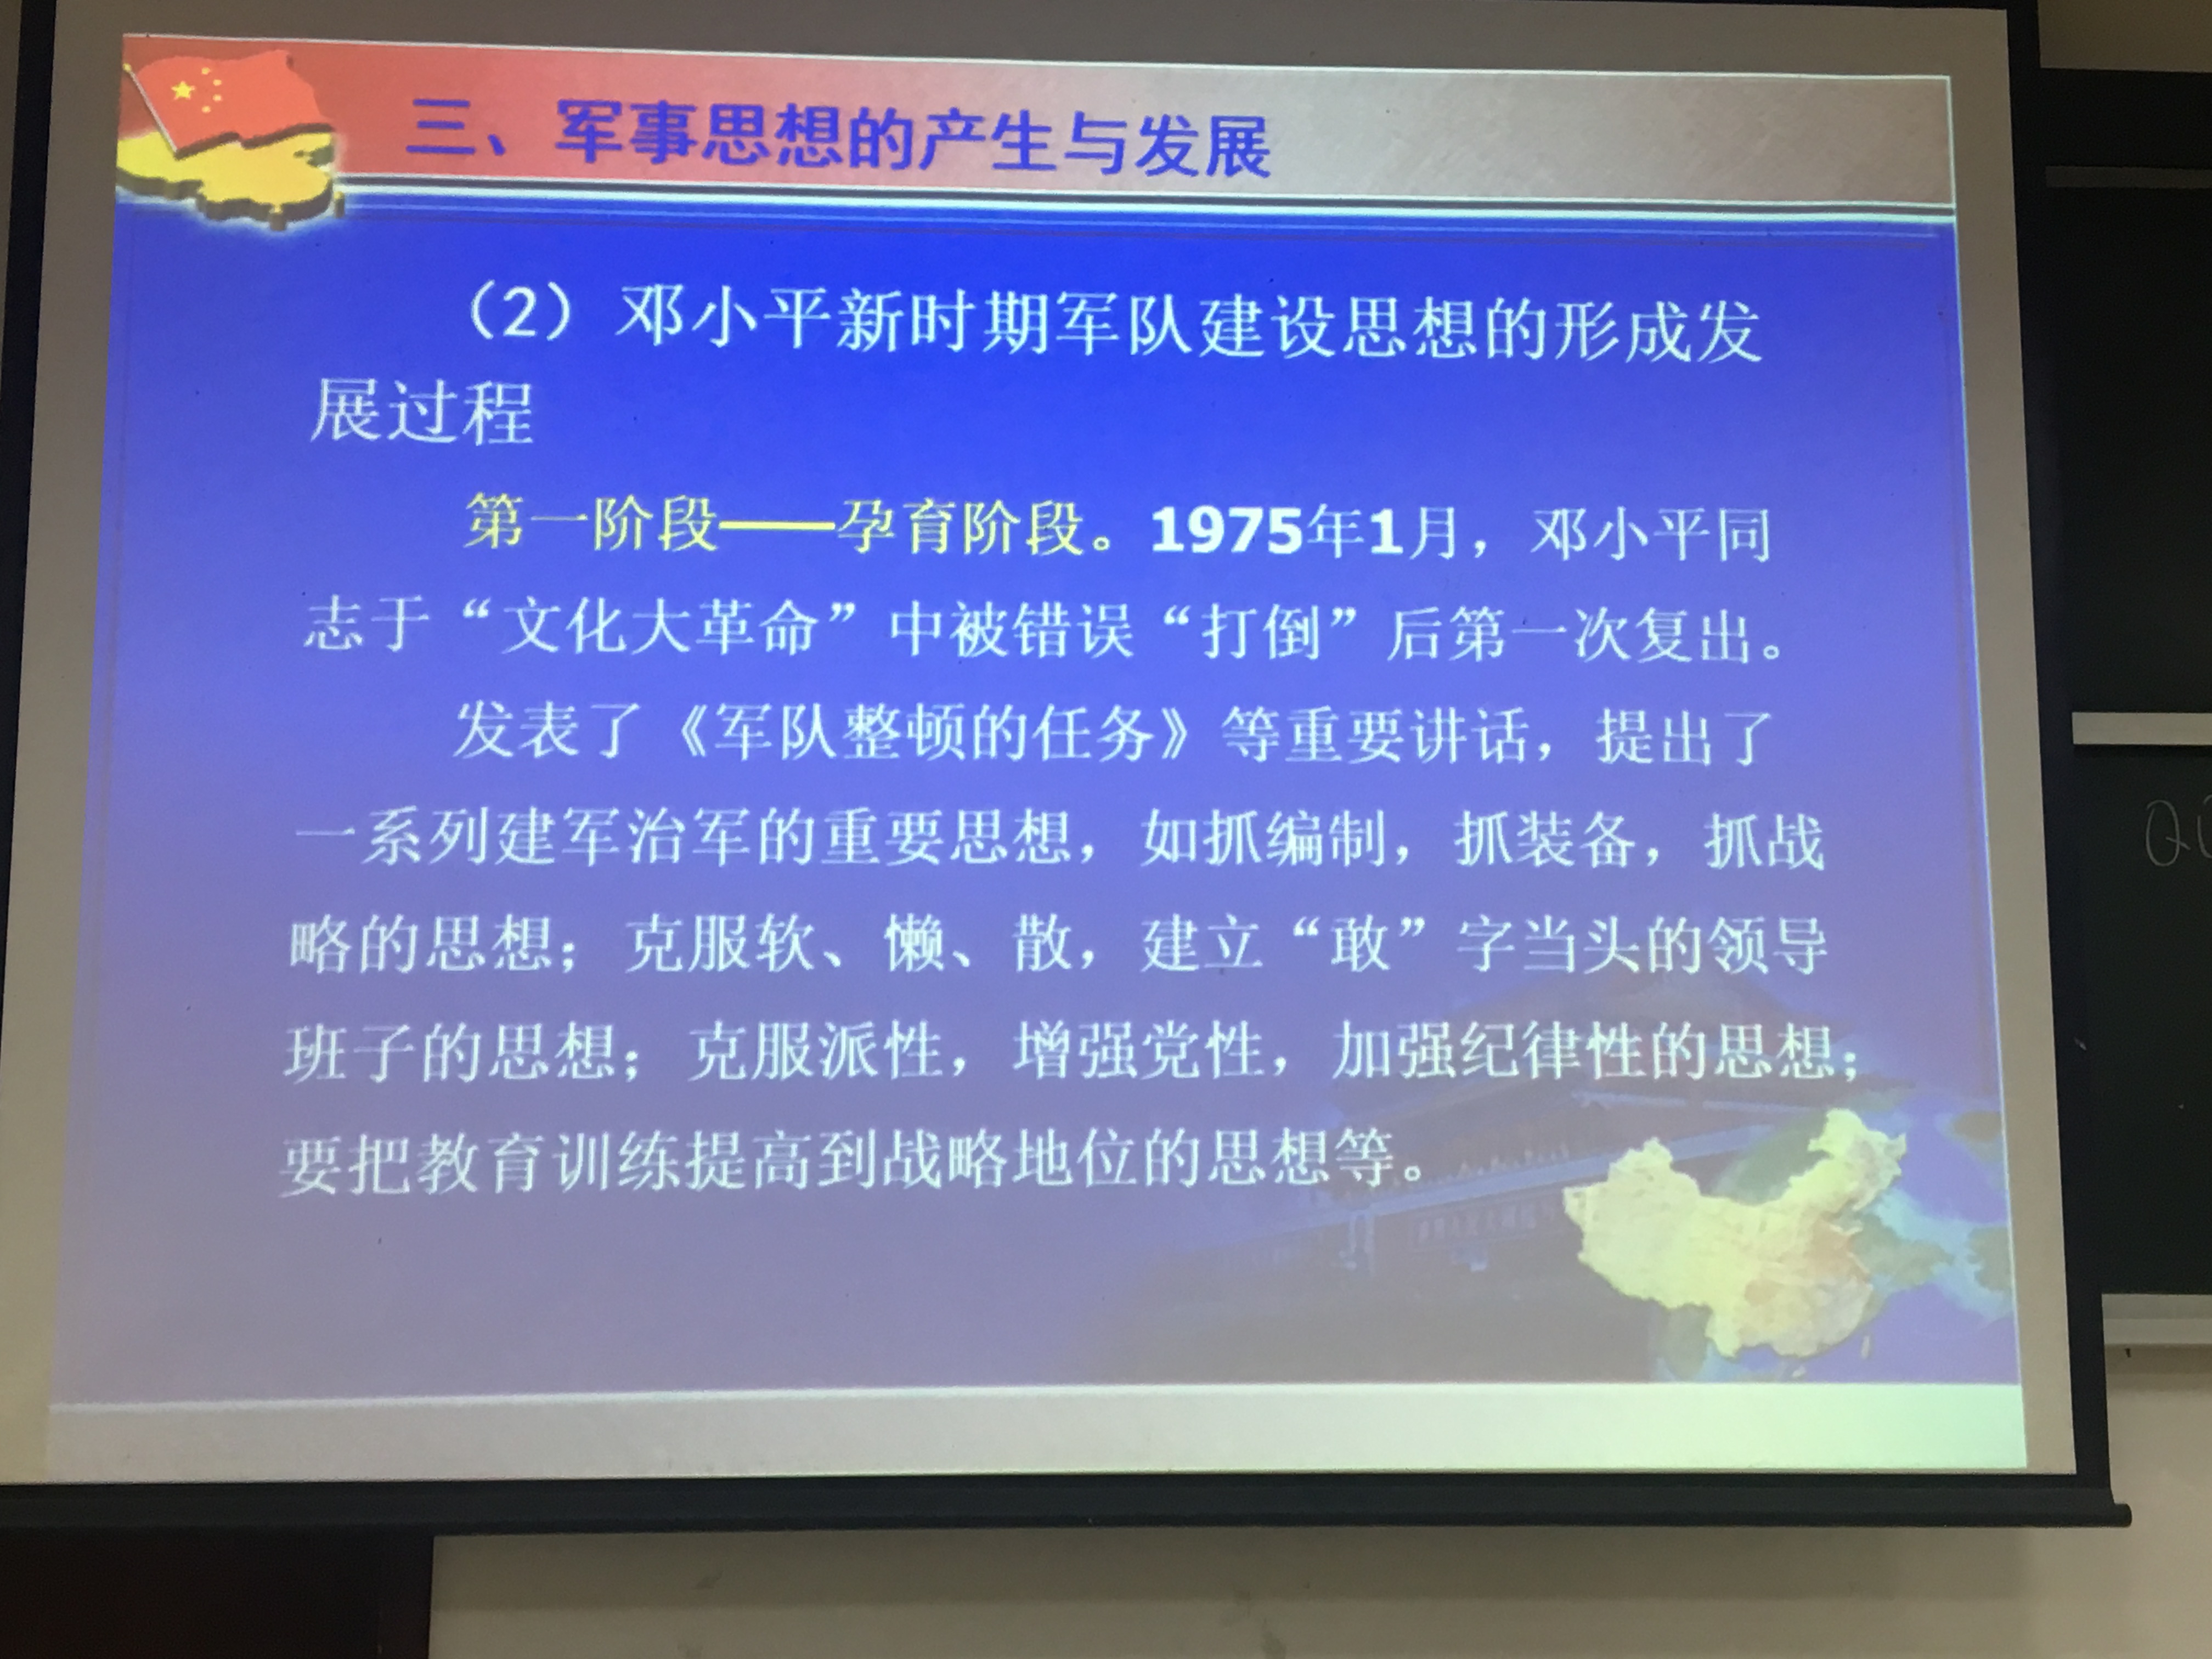 三、军事思想的产生与发展
（2）邓小平新时期军队建设思想的形成发
展过程
第一阶段——孕育阶段。1975年1月，邓小平同
志于“文化大革命”中被错误“打倒”后第一次复出。
发表了《军队整顿的任务》等重要讲话，提出了
一系列建军治军的重要思想，如抓编制，抓装备，抓战
略的思想；克服软、懒、散，建立“敢”字当头的领导
班子的思想；克服派性，增强党性，加强纪律性的思想；
要把教育训练提高到战略地位的思想等。